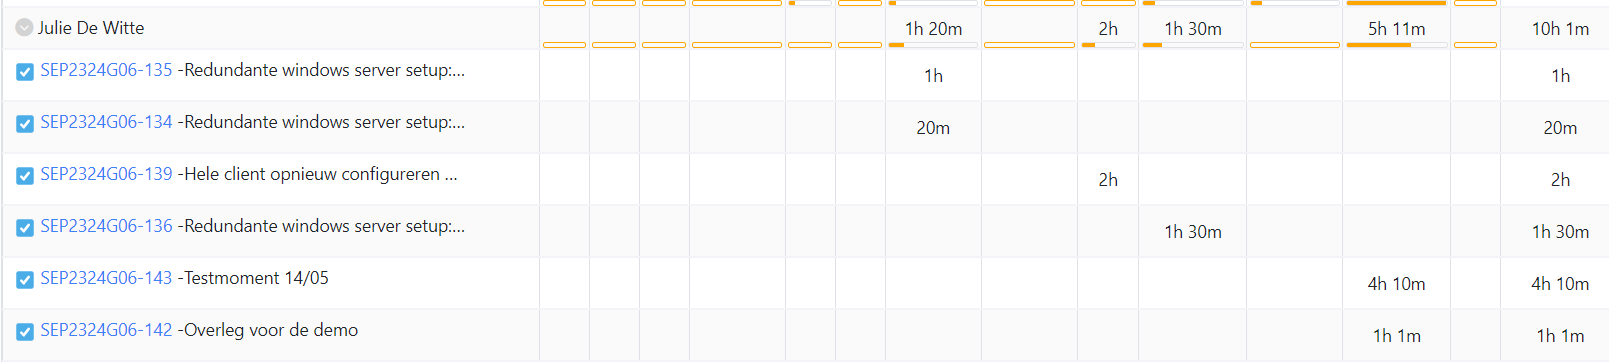 Julie De Witte 1h 20m 2h 1h 30m 5h 11m 10h 1m
SEP2324G06-135 -Redundante windows server setup:... 1h 1h
SEP2324G06-134 -Redundante windows server setup:... 20m 20m
SEP2324G06-139 -Hele client opnieuw configureren ... 2h 2h
SEP2324G06-136 -Redundante windows server setup:... 1h 30m 1h 30m
SEP2324G06-143 -Testmoment 14/05 4h 10m 4h 10m
SEP2324G06-142 -Overleg voor de demo 1h 1m 1h 1m